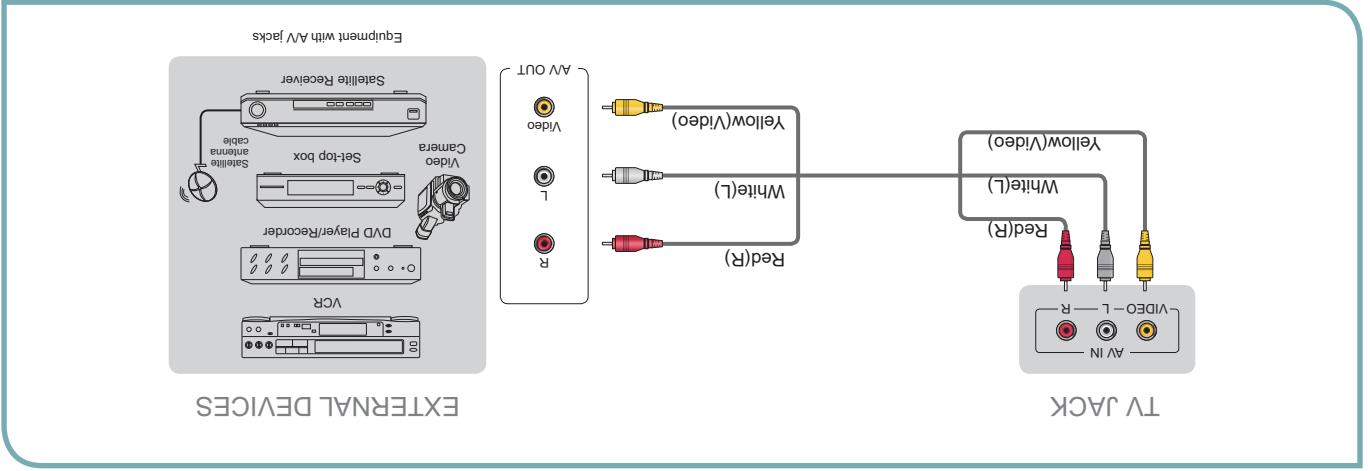 TV JACK
EXTERNAL DEVICES
AV IN
VIDEO
L
R
Red(R)
White(L)
Yellow(Video)
Red(R)
White(L)
Yellow(Video)
R
L
Video
A/V OUT
VCR
DVD Player/Recorder
Video
Camera
Set-top box
Satellite
antenna
cable
Satellite Receiver
Equipment with A/V jacks